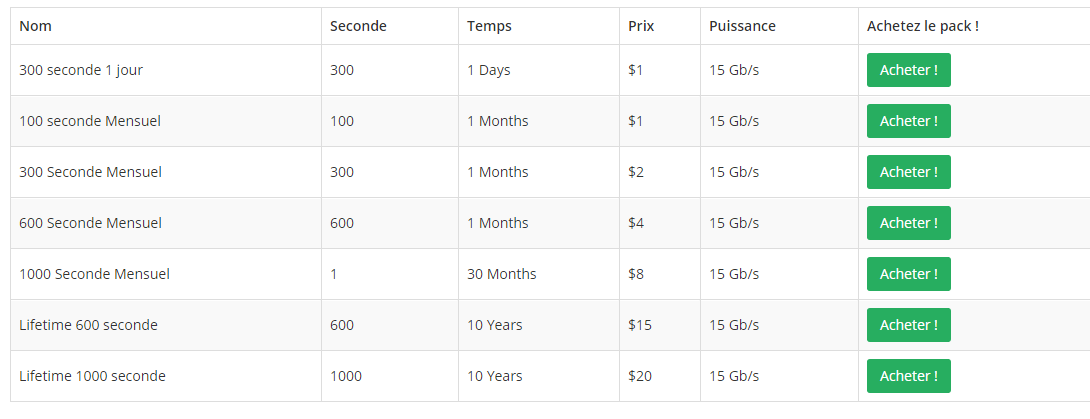 Nom Seconde Temps Prix Puissance Achetez le pack !
300 seconde 1 jour 300 1 Days $1 15 Gb/s Acheter !
100 seconde Mensuel 100 1 Months $1 15 Gb/s Acheter !
300 Seconde Mensuel 300 1 Months $2 15 Gb/s Acheter !
600 Seconde Mensuel 600 1 Months $4 15 Gb/s Acheter !
1000 Seconde Mensuel 1 30 Months $8 15 Gb/s Acheter !
Lifetime 600 seconde 600 10 Years $15 15 Gb/s Acheter !
Lifetime 1000 seconde 1000 10 Years $20 15 Gb/s Acheter !